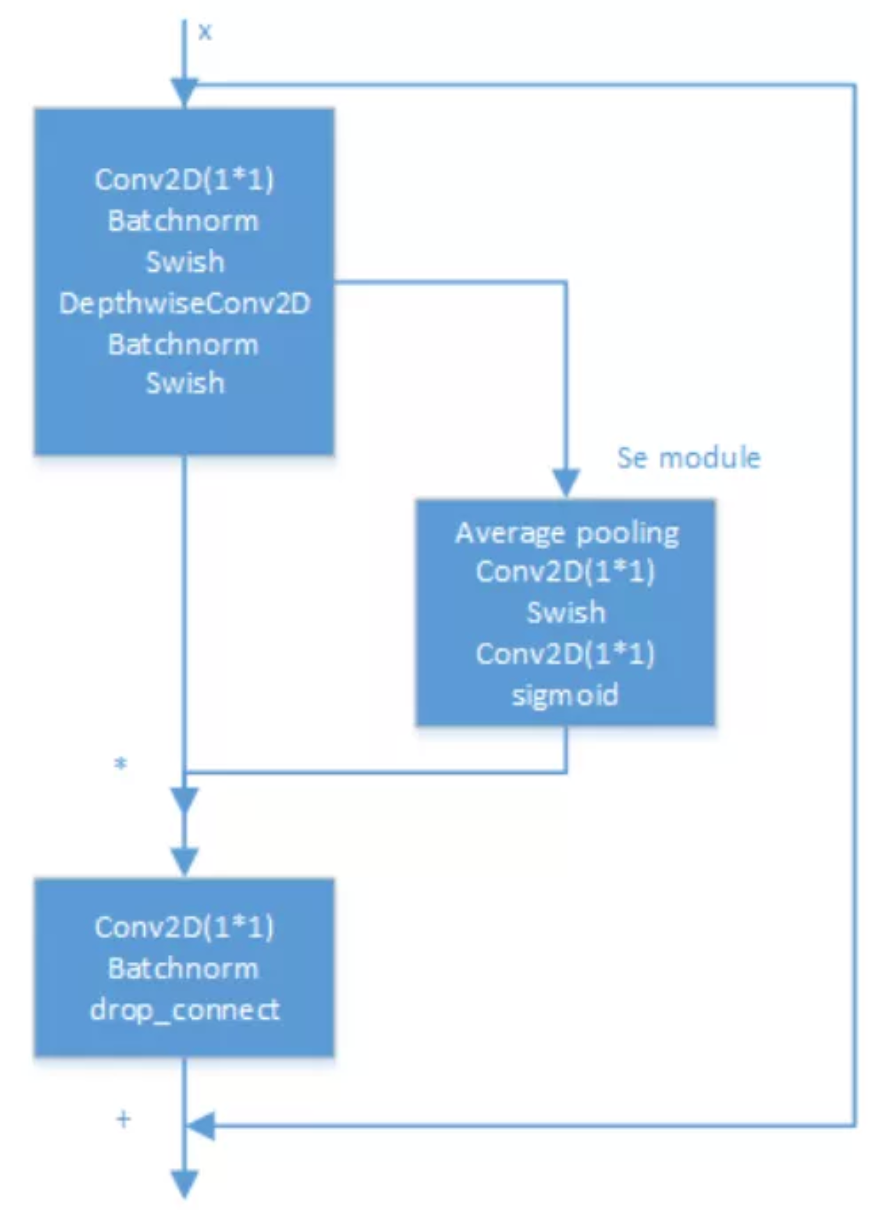 x
Conv2D(1*1)
Batchnorm
Swish
DepthwiseConv2D
Batchnorm
Swish
Se module
Average pooling
Conv2D(1*1)
Swish
Conv2D(1*1)
sigmoid
*
Conv2D(1*1)
Batchnorm
drop_connect
+